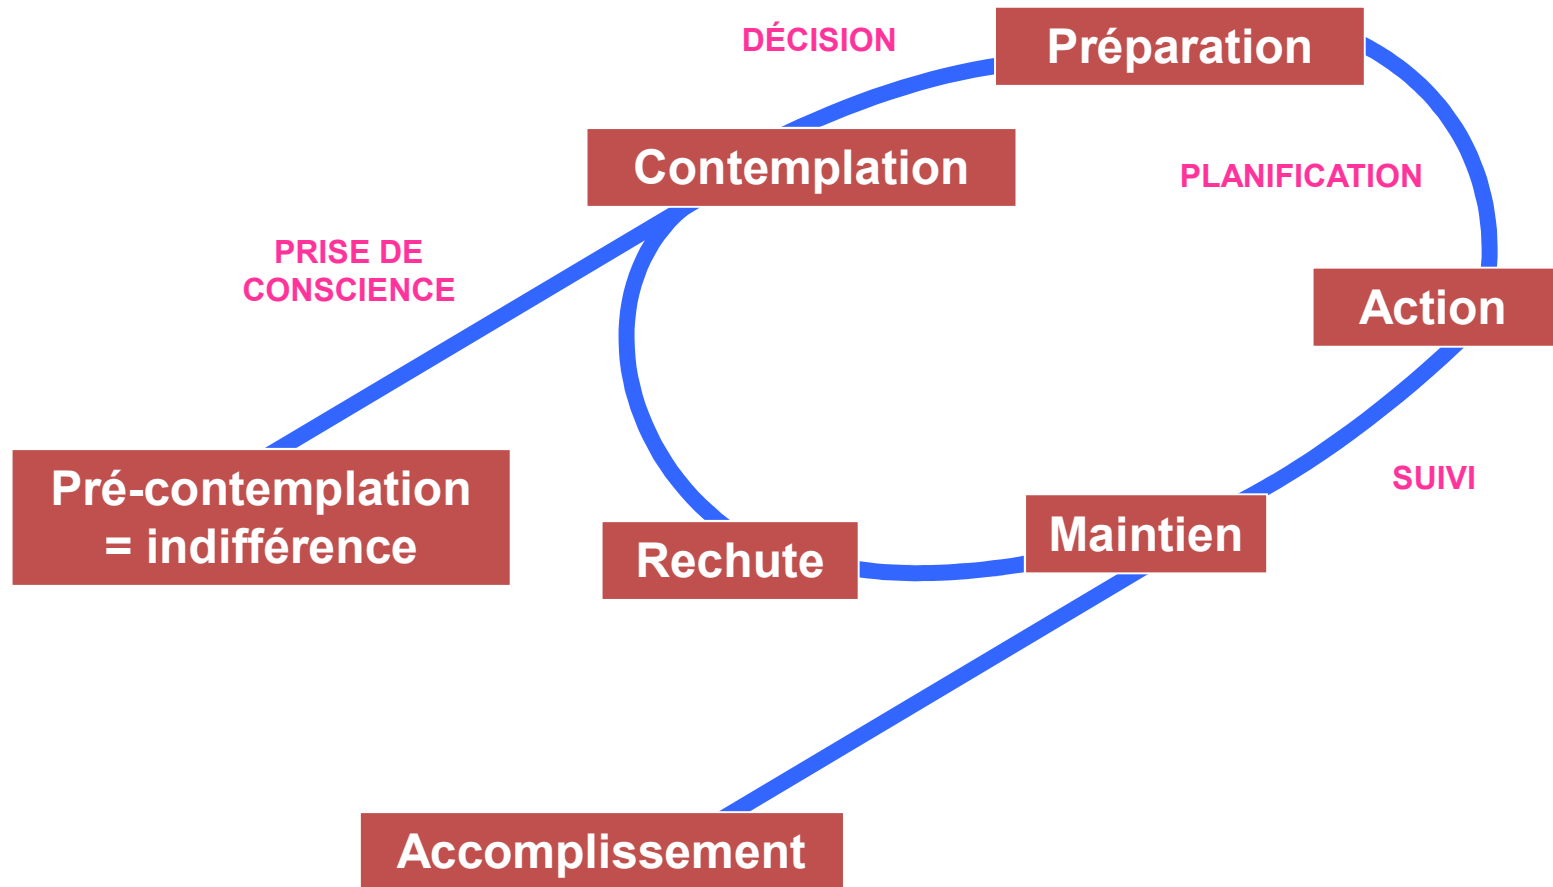 DÉCISION
Préparation
Contemplation
PLANIFICATION
PRISE DE
CONSCIENCE
Action
Pré-contemplation
= indifférence
SUIVI
Maintien
Rechute
Accomplissement